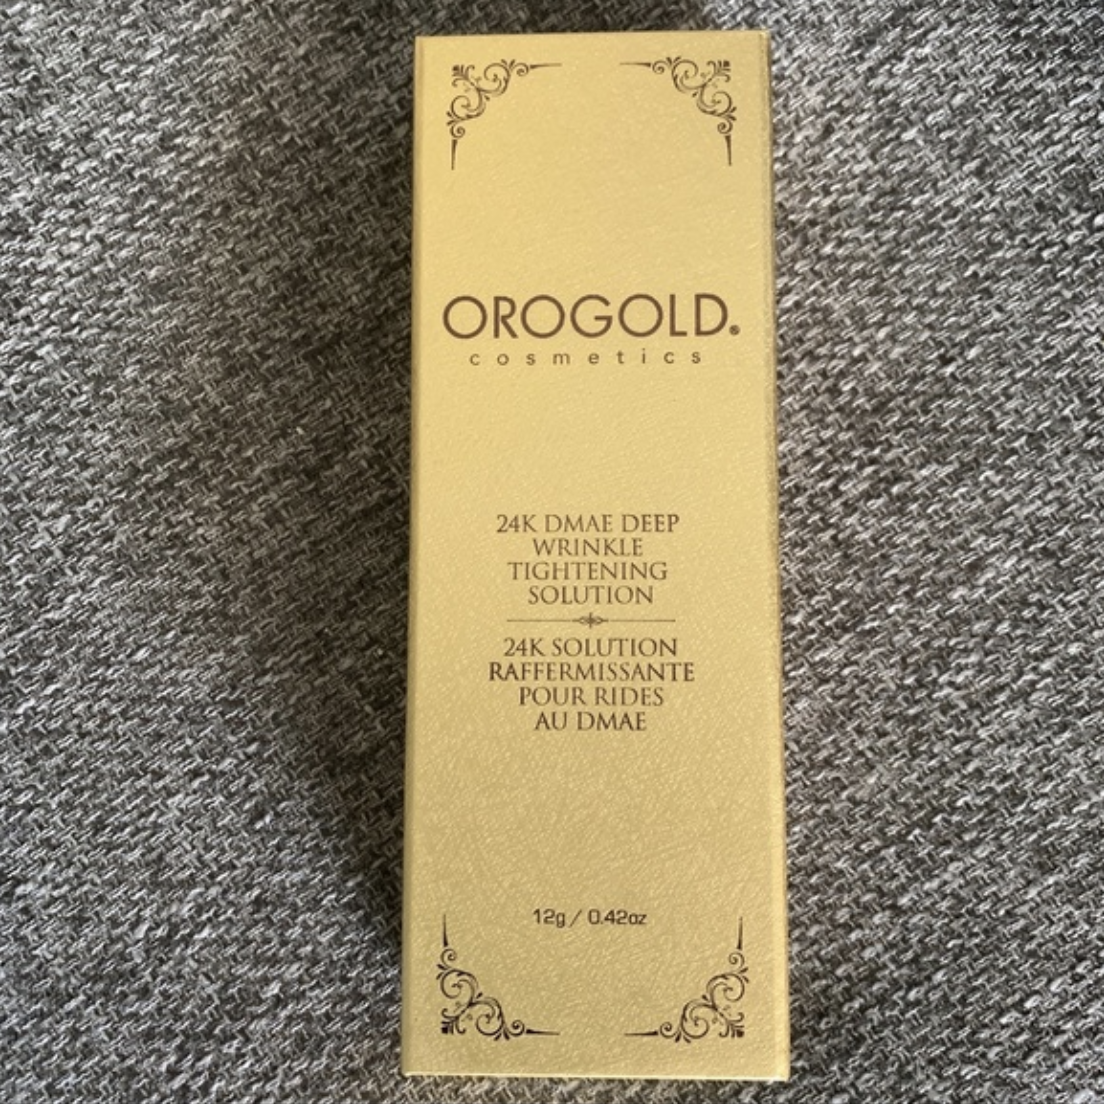 OROGOLD®
cosmetics
24K DMAE DEEP
WRINKLE
TIGHTENING
SOLUTION
24K SOLUTION
RAFFERMISSANTE
POUR RIDES
AU DMAE
12g / 0.42oz